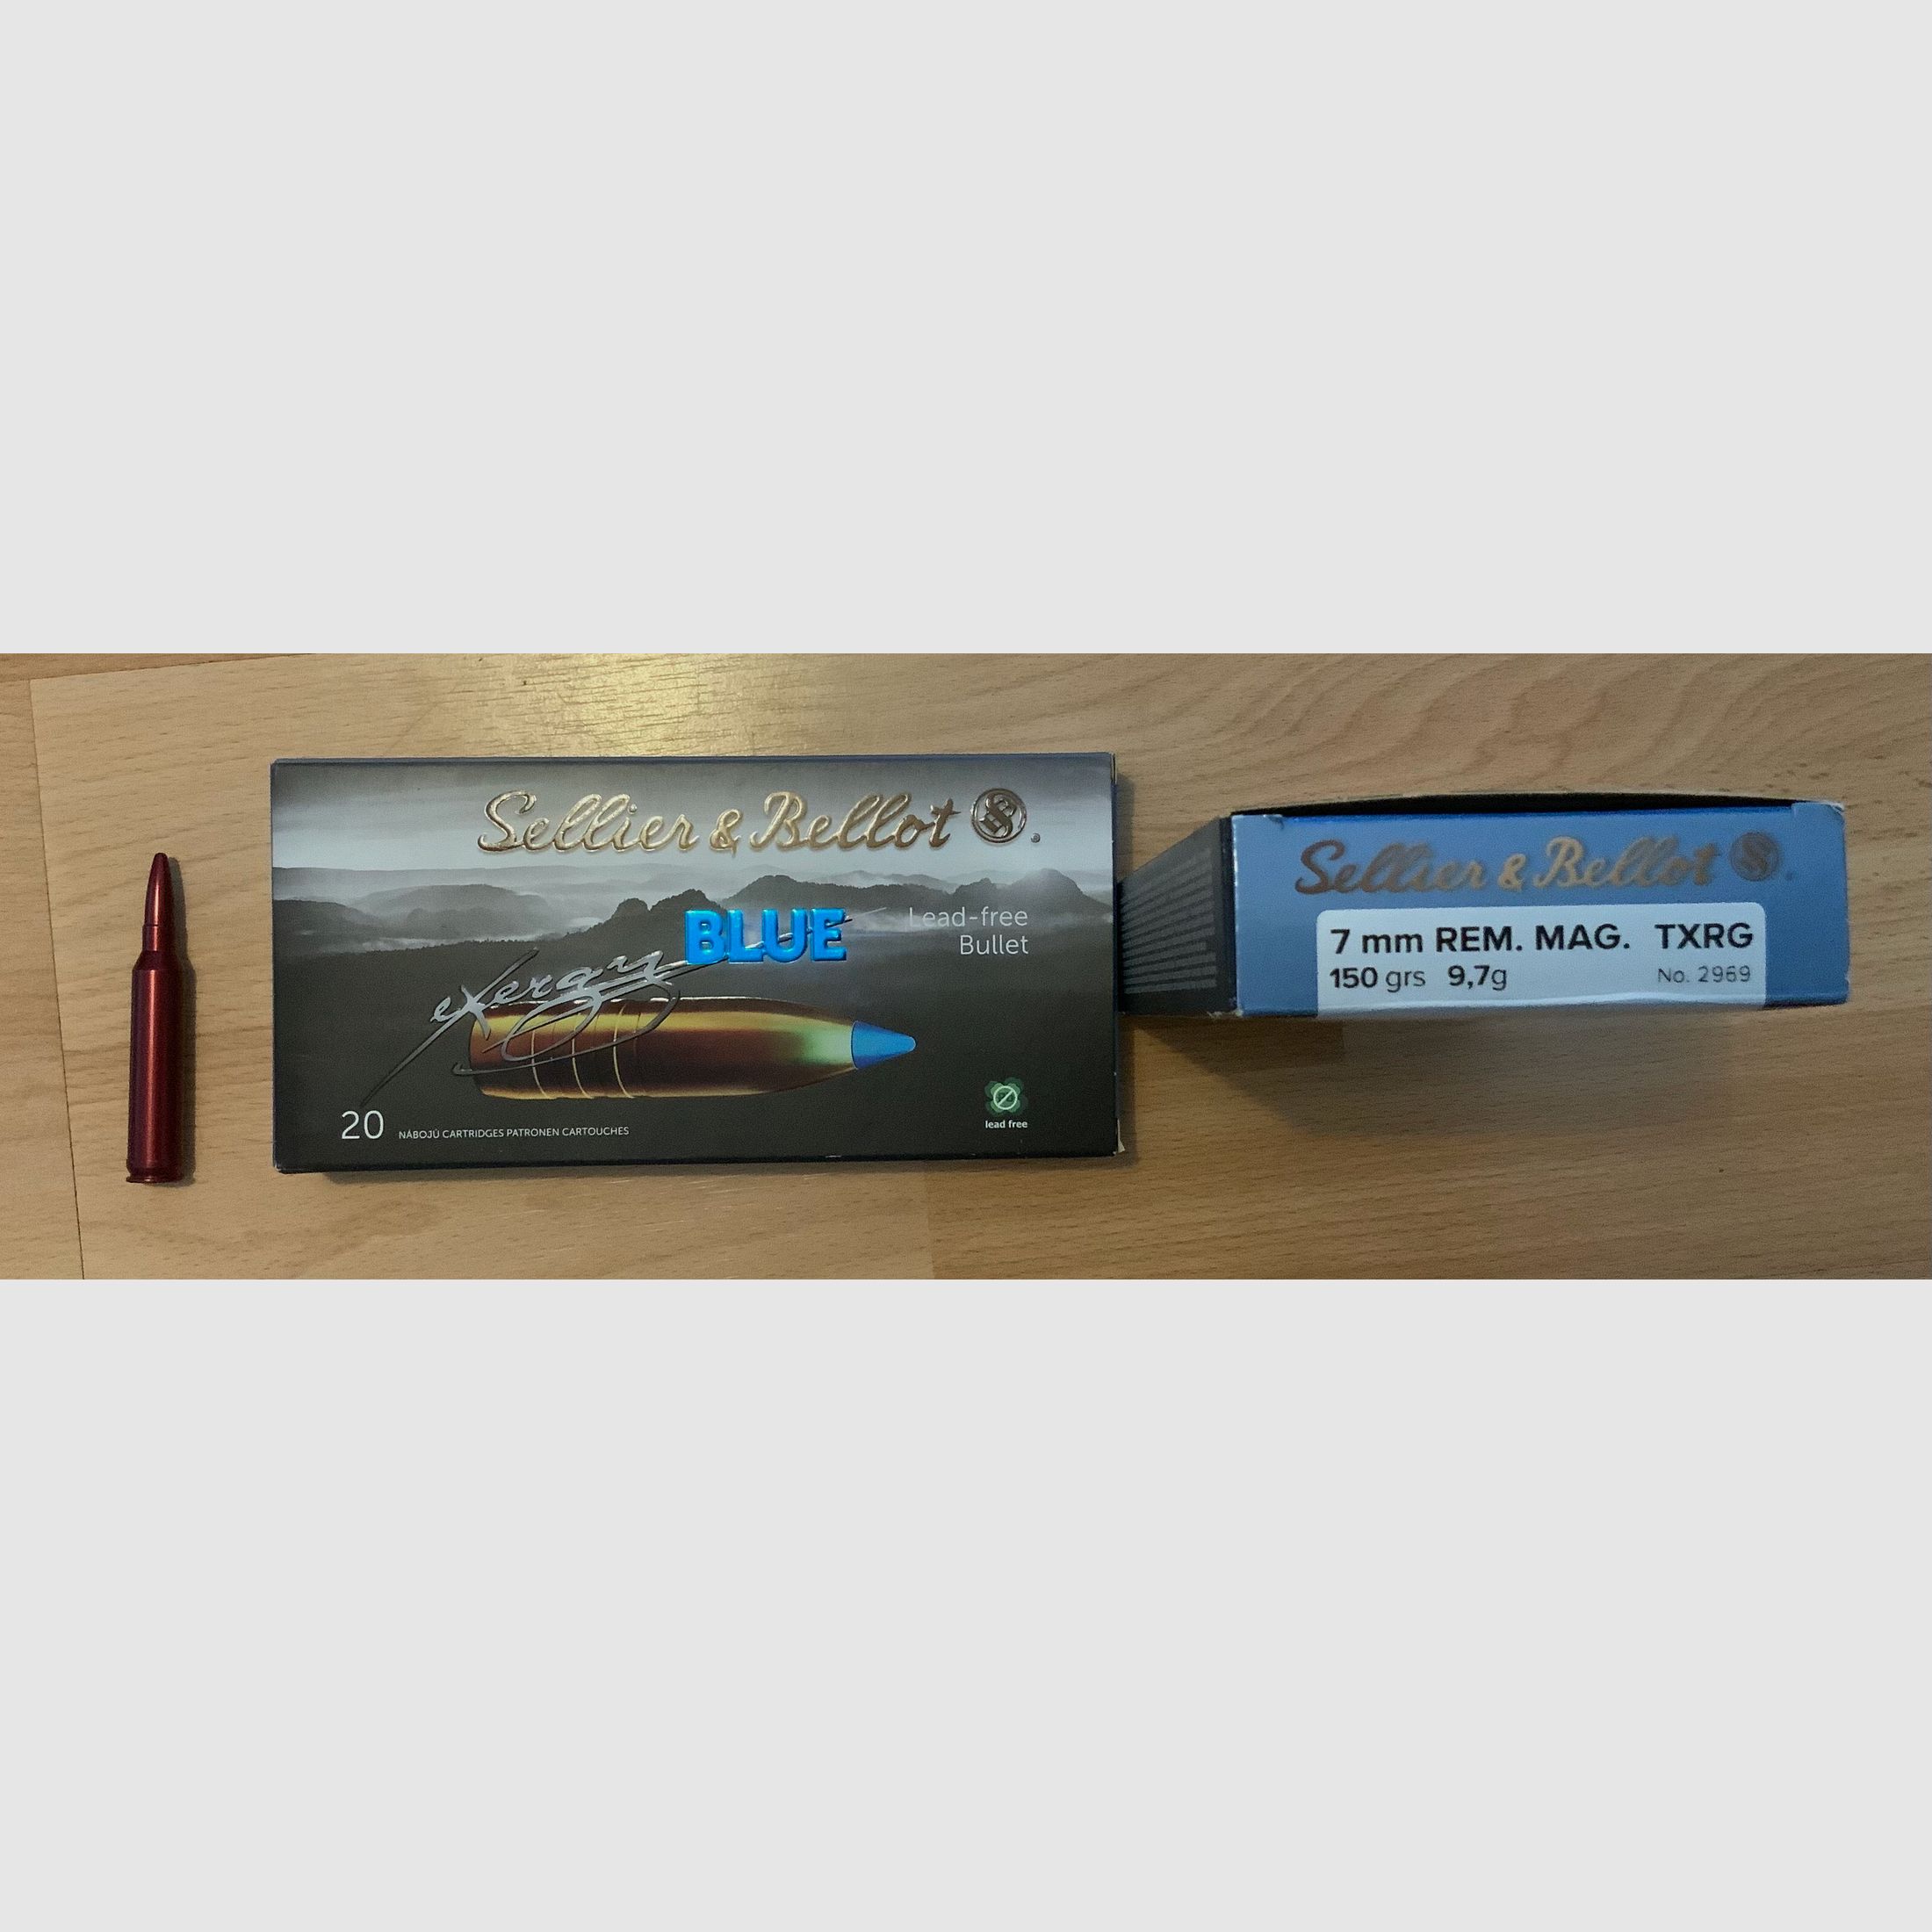 Sellier & Bellot
BLUE
exergy
Lead-free
Bullet
20 NÁBOJŮ CARTRIDGES PATRONEN CARTOUCHES
lead free
Sellier & Bellot
7 mm REM. MAG. TXRG
150 grs 9,7g No. 2969